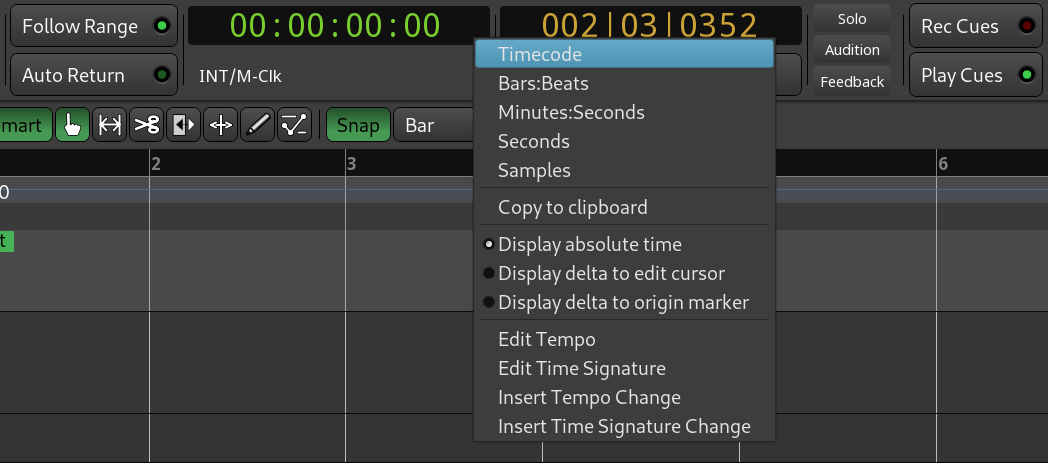 Follow Range
00:00:00:00
002|03|0352
Solo
Rec Cues
Auto Return
INT/M-Clk
Audition
Feedback
Play Cues
mart
Snap
Bar
2
3
6
0
t
Timecode
Bars:Beats
Minutes:Seconds
Seconds
Samples
Copy to clipboard
Display absolute time
Display delta to edit cursor
Display delta to origin marker
Edit Tempo
Edit Time Signature
Insert Tempo Change
Insert Time Signature Change